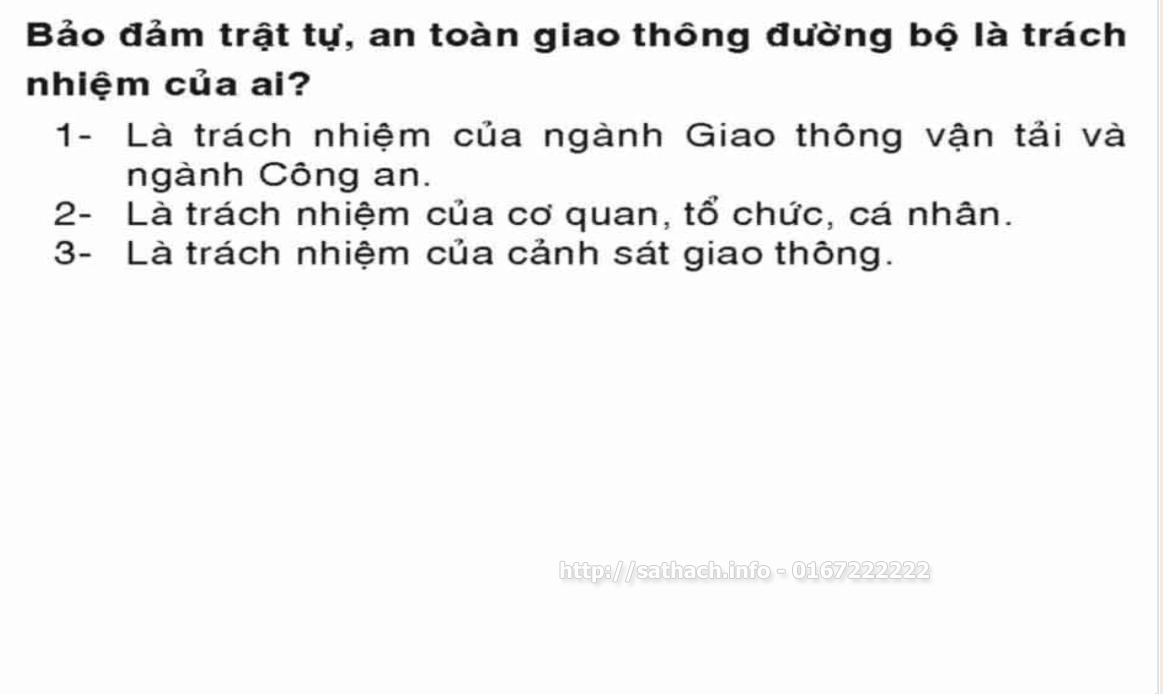 Bảo đảm trật tự, an toàn giao thông đường bộ là trách
nhiệm của ai?
1- Là trách nhiệm của ngành Giao thông vận tải và
ngành Công an.
2- Là trách nhiệm của cơ quan, tổ chức, cá nhân.
3- Là trách nhiệm của cảnh sát giao thông.
http://sathach.info - 0167222222